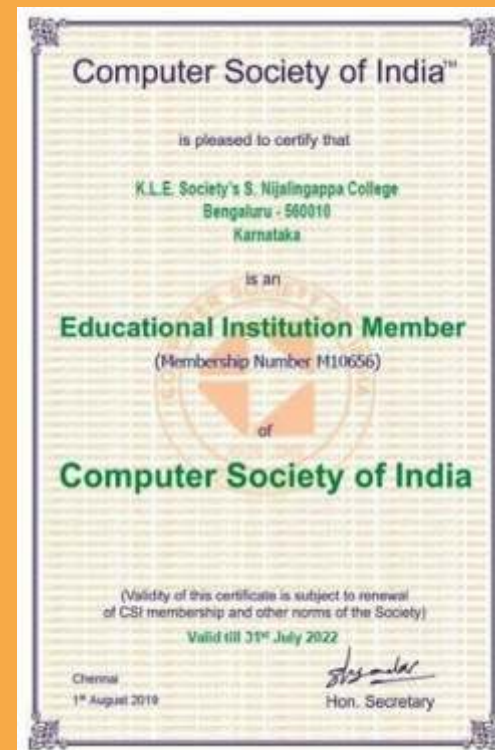 Computer Society of India™
is pleased to certify that
K.L.E. Society's S. Nijalingappa College
Bengaluru - 560010
Karnataka
is an
Educational Institution Member
(Membership Number M10656)
of
Computer Society of India
(Validity of this certificate is subject to renewal
of CSI membership and other norms of the Society)
Valid till 31st July 2022
Chennai
1st August 2019
Hon. Secretary